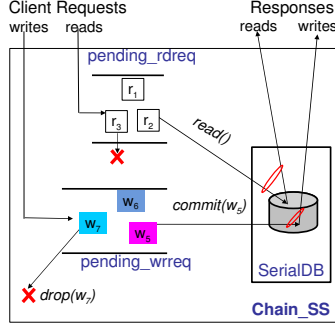 Client Requests
Responses
writes
reads
reads
writes
pending_rdreq
r1
r3
r2
read()
w6
commit(w5)
w7
w5
pending_wrreq
SerialDB
drop(w7)
Chain_SS